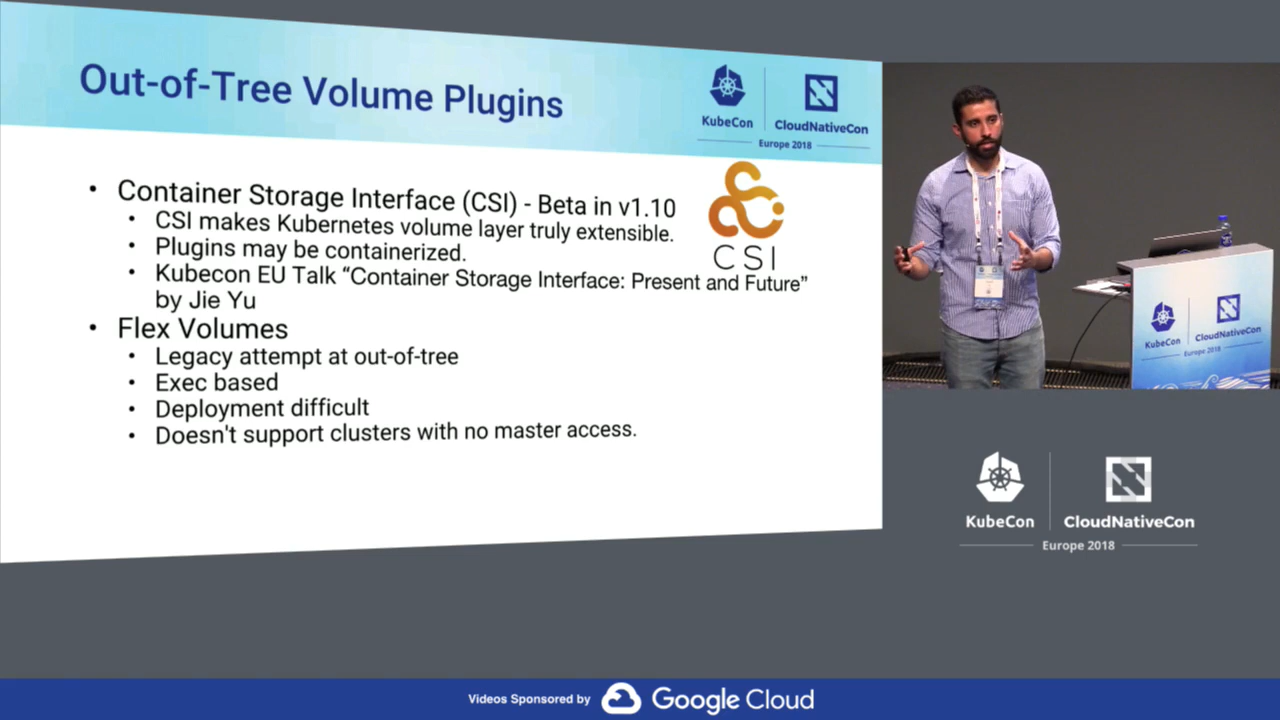 Out-of-Tree Volume Plugins
KubeCon
CloudNativeCon
Europe 2018
• Container Storage Interface (CSI) - Beta in v1.10
• CSI makes Kubernetes volume layer truly extensible.
• Plugins may be containerized.
• Kubecon EU Talk “Container Storage Interface: Present and Future”
by Jie Yu
CSI
• Flex Volumes
• Legacy attempt at out-of-tree
• Exec based
• Deployment difficult
• Doesn't support clusters with no master access.
KubeCon
CloudNativeCon
Europe 2018
KubeCon
CloudNativeCon
Europe 2018
Videos Sponsored by Google Cloud